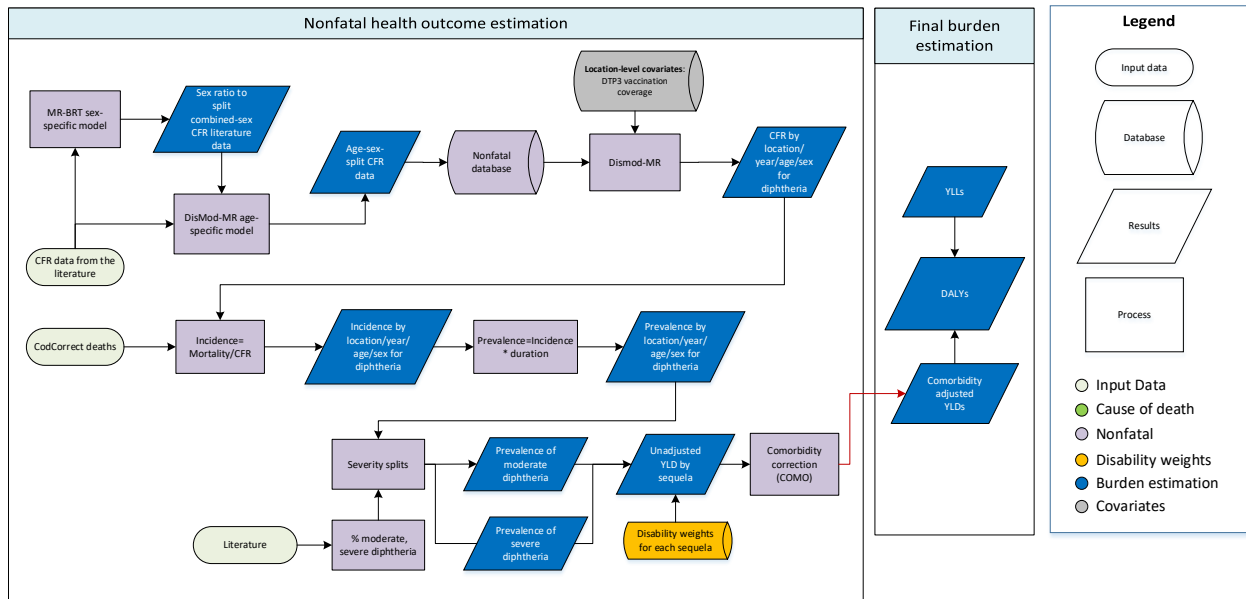 Nonfatal health outcome estimation
Final burden
estimation
Legend
Input data
Database
Results
Process
Input Data
Cause of death
Nonfatal
Disability weights
Burden estimation
Covariates
MR-BRT sex-
specific model
Sex ratio to
split
combined-sex
CFR literature
data
Location-level covariates:
DTP3 vaccination
coverage
Age-sex-
split CFR
data
Nonfatal
database
Dismod-MR
CFR by
location/
year/age/sex
for
diphtheria
DisMod-MR age-
specific model
CFR data from the
literature
YLLs
DALYs
Comorbidity
adjusted
YLDs
CodCorrect deaths
Incidence=
Mortality/CFR
Incidence by
location/year/
age/sex for
diphtheria
Prevalence=Incidence
* duration
Prevalence by
location/year/
age/sex for
diphtheria
Severity splits
Prevalence of
moderate
diphtheria
Unadjusted
YLD by
sequela
Comorbidity
correction
(COMO)
Literature
% moderate,
severe diphtheria
Prevalence of
severe
diphtheria
Disability weights
for each sequela